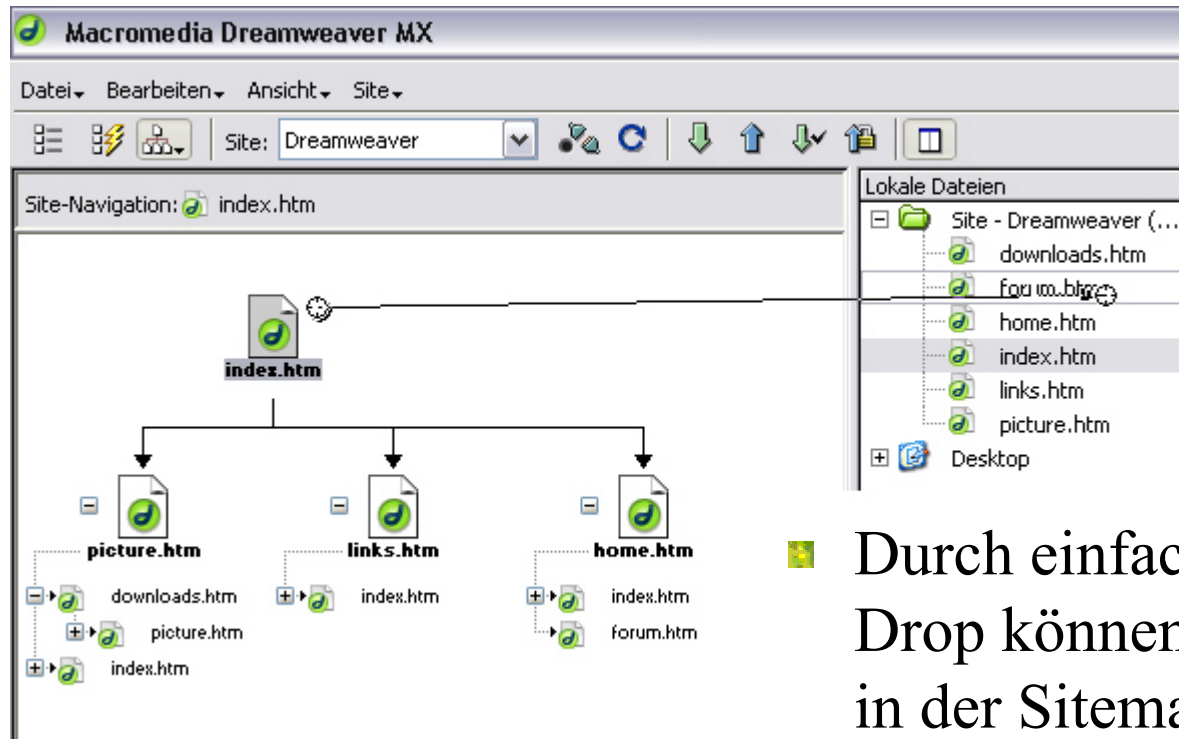 Macromedia Dreamweaver MX
Datei Bearbeiten Ansicht Site
Site: Dreamweaver
Site-Navigation: index.htm
index.htm
picture.htm links.htm home.htm
downloads.htm index.htm index.htm
picture.htm forum.htm
index.htm
Lokale Dateien
Site - Dreamweaver (...
downloads.htm
forum.htm
home.htm
index.htm
links.htm
picture.htm
Desktop
Durch einfac
Drop können
in der Sitema